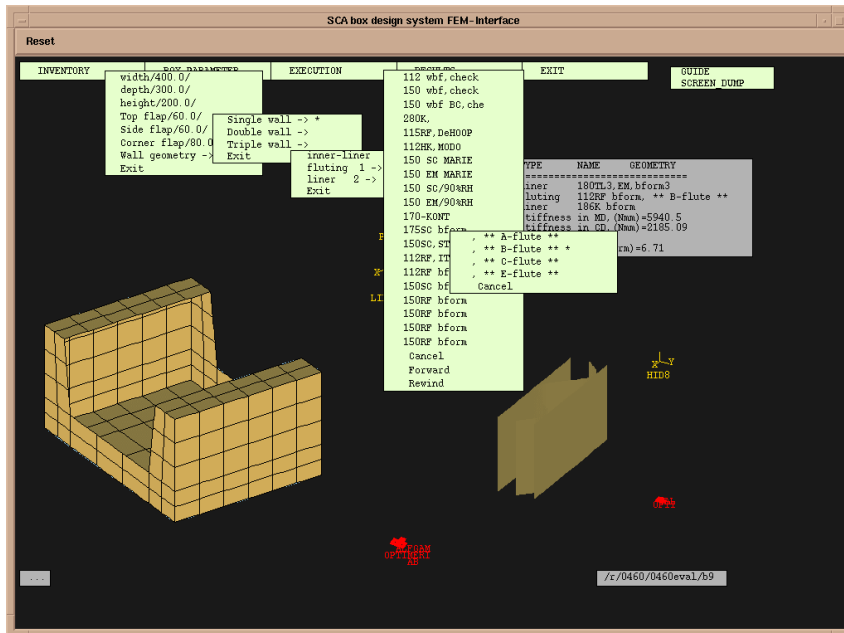 SCA box design system FEM-Interface
Reset
INVENTORY
BOX PARAMETER
EXECUTION
RESULTS
EXIT
GUIDE
SCREEN_DUMP
width/400.0/
depth/300.0/
height/200.0/
Top flap/60.0/
Side flap/60.0/
Corner flap/80.0
Wall geometry ->
Exit
Single wall -> *
Double wall ->
Triple wall ->
Exit
inner-liner
fluting 1 ->
liner 2 ->
Exit
112 wbf,check
150 wbf,check
150 wbf BC,che
280K,
115RF,DeHOOP
112HK,MODO
150 SC MARIE
150 EM MARIE
150 SC/90%RH
150 EM/90%RH
170-KONT
175SC bform
150SC,ST
112RF,IT
112RF bf
150SC bf
150RF bform
150RF bform
150RF bform
150RF bform
Cancel
Forward
Rewind
, ** A-flute **
, ** B-flute ** *
, ** C-flute **
, ** E-flute **
Cancel
TYPE NAME GEOMETRY
iner 180TL3,EM,bform3
luting 112RF bform, ** B-flute **
iner 186K bform
tiffness in MD,(Nmm)=5940.5
tiffness in CD,(Nmm)=2185.09
rm)=6.71
X
LI
X Y
HID8
...
/r/0460/0460eval/b9